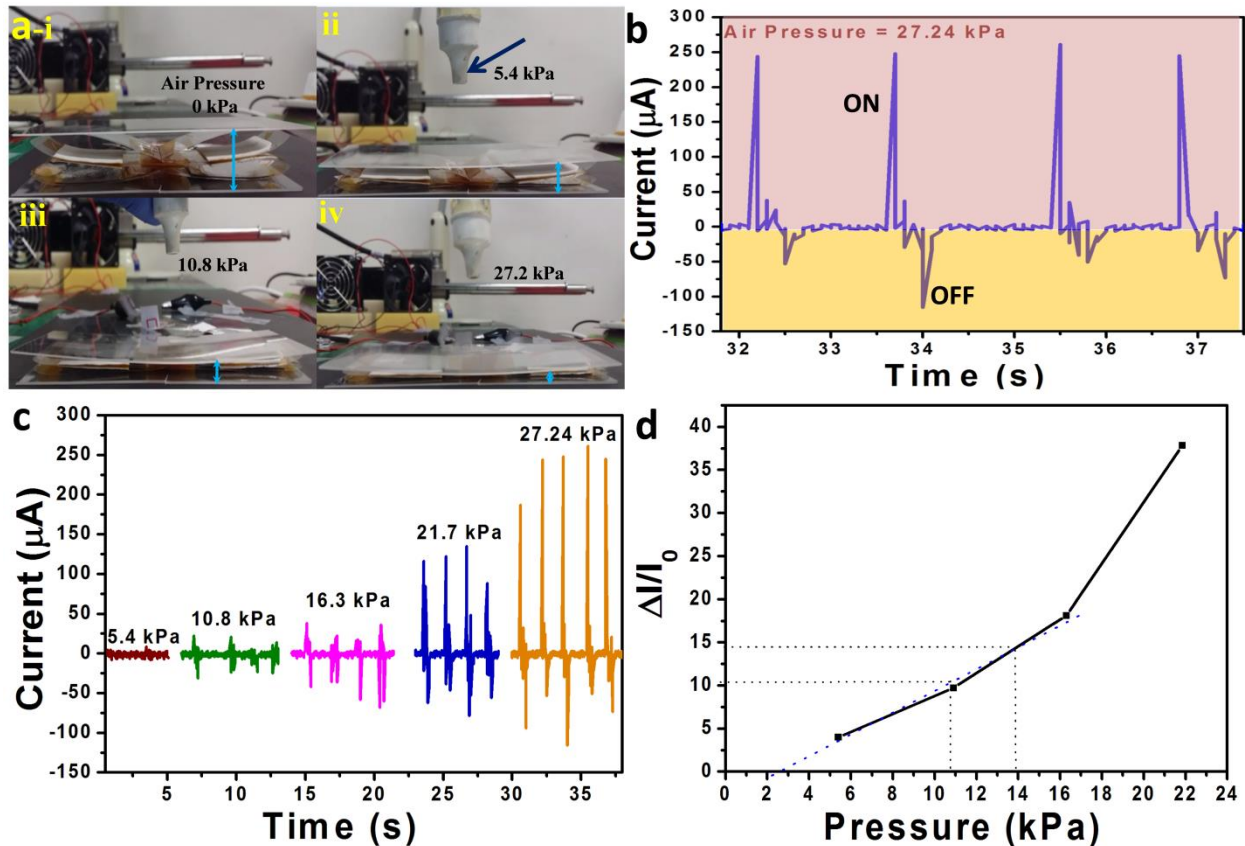 a-i
Air Pressure
0 kPa
ii
5.4 kPa
iii
10.8 kPa
iv
27.2 kPa
b
Air Pressure = 27.24 kPa
ON
OFF
Current (μA)
300
250
200
150
100
50
0
-50
-100
-150
32 33 34 35 36 37
Time (s)
c
5.4 kPa
10.8 kPa
16.3 kPa
21.7 kPa
27.24 kPa
Current (μA)
300
250
200
150
100
50
0
-50
-100
-150
5 10 15 20 25 30 35
Time (s)
d
ΔI/I0
40
35
30
25
20
15
10
5
0
0 2 4 6 8 10 12 14 16 18 20 22 24
Pressure (kPa)